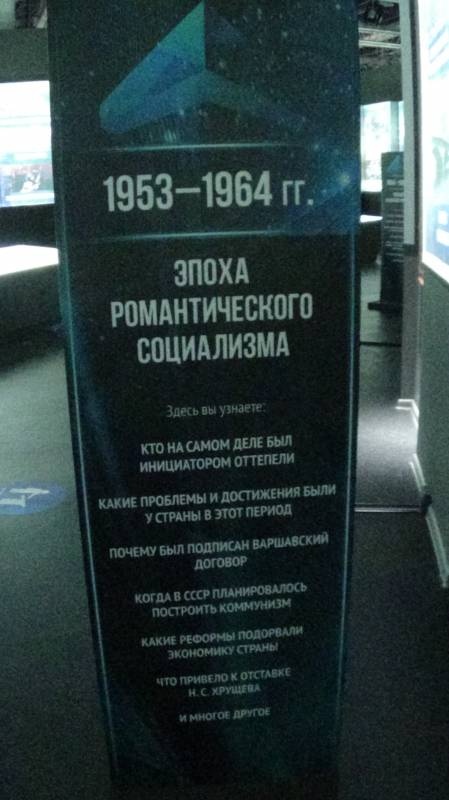 1953–1964 гг.
ЭПОХА
РОМАНТИЧЕСКОГО
СОЦИАЛИЗМА
Здесь вы узнаете:
КТО НА САМОМ ДЕЛЕ БЫЛ
ИНИЦИАТОРОМ ОТТЕПЕЛИ
КАКИЕ ПРОБЛЕМЫ И ДОСТИЖЕНИЯ БЫЛИ
У СТРАНЫ В ЭТОТ ПЕРИОД
ПОЧЕМУ БЫЛ ПОДПИСАН ВАРШАВСКИЙ
ДОГОВОР
КОГДА В СССР ПЛАНИРОВАЛОСЬ
ПОСТРОИТЬ КОММУНИЗМ
КАКИЕ РЕФОРМЫ ПОДОРВАЛИ
ЭКОНОМИКУ СТРАНЫ
ЧТО ПРИВЕЛО К ОТСТАВКЕ
Н. С. ХРУЩЕВА
И МНОГОЕ ДРУГОЕ